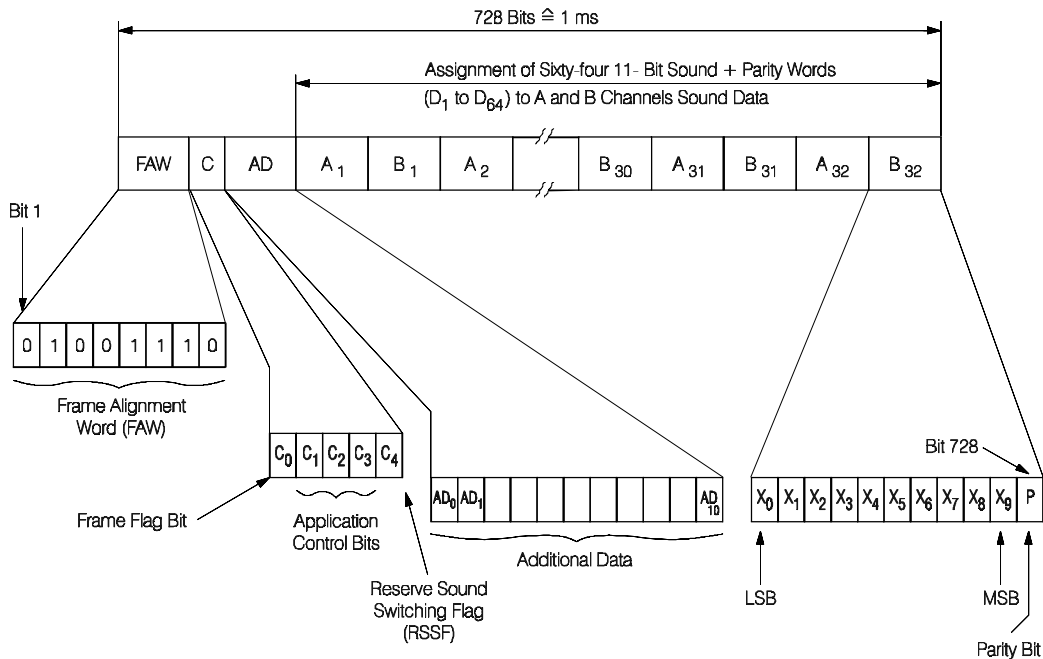 728 Bits ≙ 1 ms
Assignment of Sixty-four 11- Bit Sound + Parity Words
(D1 to D64) to A and B Channels Sound Data
FAW C AD A1 B1 A2 B30 A31 B31 A32 B32
Bit 1
0 1 0 0 1 1 1 0
Frame Alignment
Word (FAW)
C0 C1 C2 C3 C4
Frame Flag Bit
Application
Control Bits
Reserve Sound
Switching Flag
(RSSF)
AD0 AD1 AD10
Additional Data
Bit 728
X0 X1 X2 X3 X4 X5 X6 X7 X8 X9 P
LSB
MSB
Parity Bit